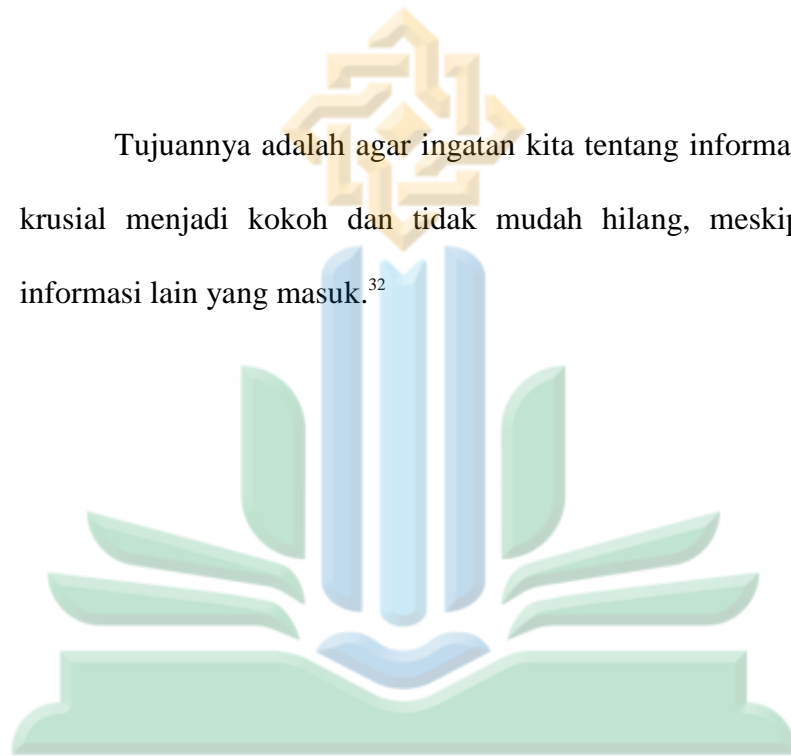 Tujuannya adalah agar ingatan kita tentang informa
krusial menjadi kokoh dan tidak mudah hilang, meskip
informasi lain yang masuk.32